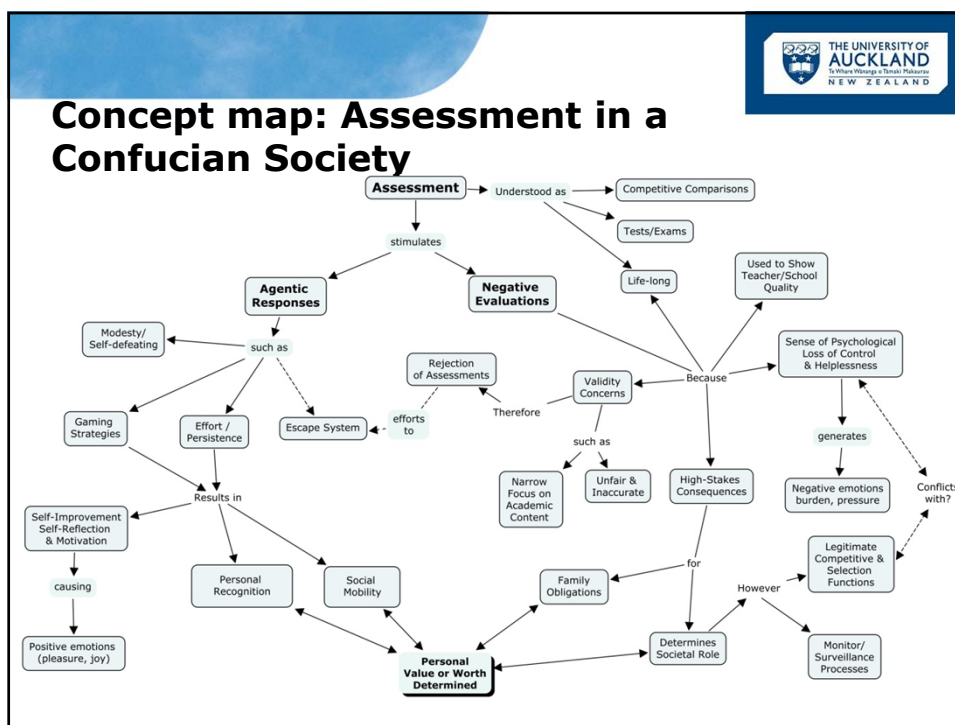 THE UNIVERSITY OF
AUCKLAND
Te Whare Wānanga o Tāmaki Makaurau
NEW ZEALAND
Concept map: Assessment in a
Confucian Society
Assessment
Understood as
Competitive Comparisons
Tests/Exams
Life-long
Used to Show
Teacher/School
Quality
stimulates
Agentic
Responses
Negative
Evaluations
Modesty/
Self-defeating
such as
Rejection
of Assessments
Validity
Concerns
Because
Sense of Psychological
Loss of Control
& Helplessness
Therefore
Gaming
Strategies
Effort /
Persistence
Escape System
efforts
to
such as
generates
Narrow
Focus on
Academic
Content
Unfair &
Inaccurate
High-Stakes
Consequences
Negative emotions
burden, pressure
Conflicts
with?
Results in
Self-Improvement
Self-Reflection
& Motivation
Legitimate
Competitive &
Selection
Functions
causing
Personal
Recognition
Social
Mobility
Family
Obligations
for
However
Positive emotions
(pleasure, joy)
Personal
Value or Worth
Determined
Determines
Societal Role
Monitor/
Surveillance
Processes